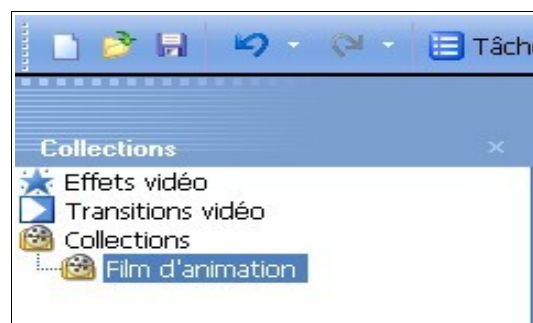 Tâch
Collections
Effets vidéo
Transitions vidéo
Collections
Film d'animation